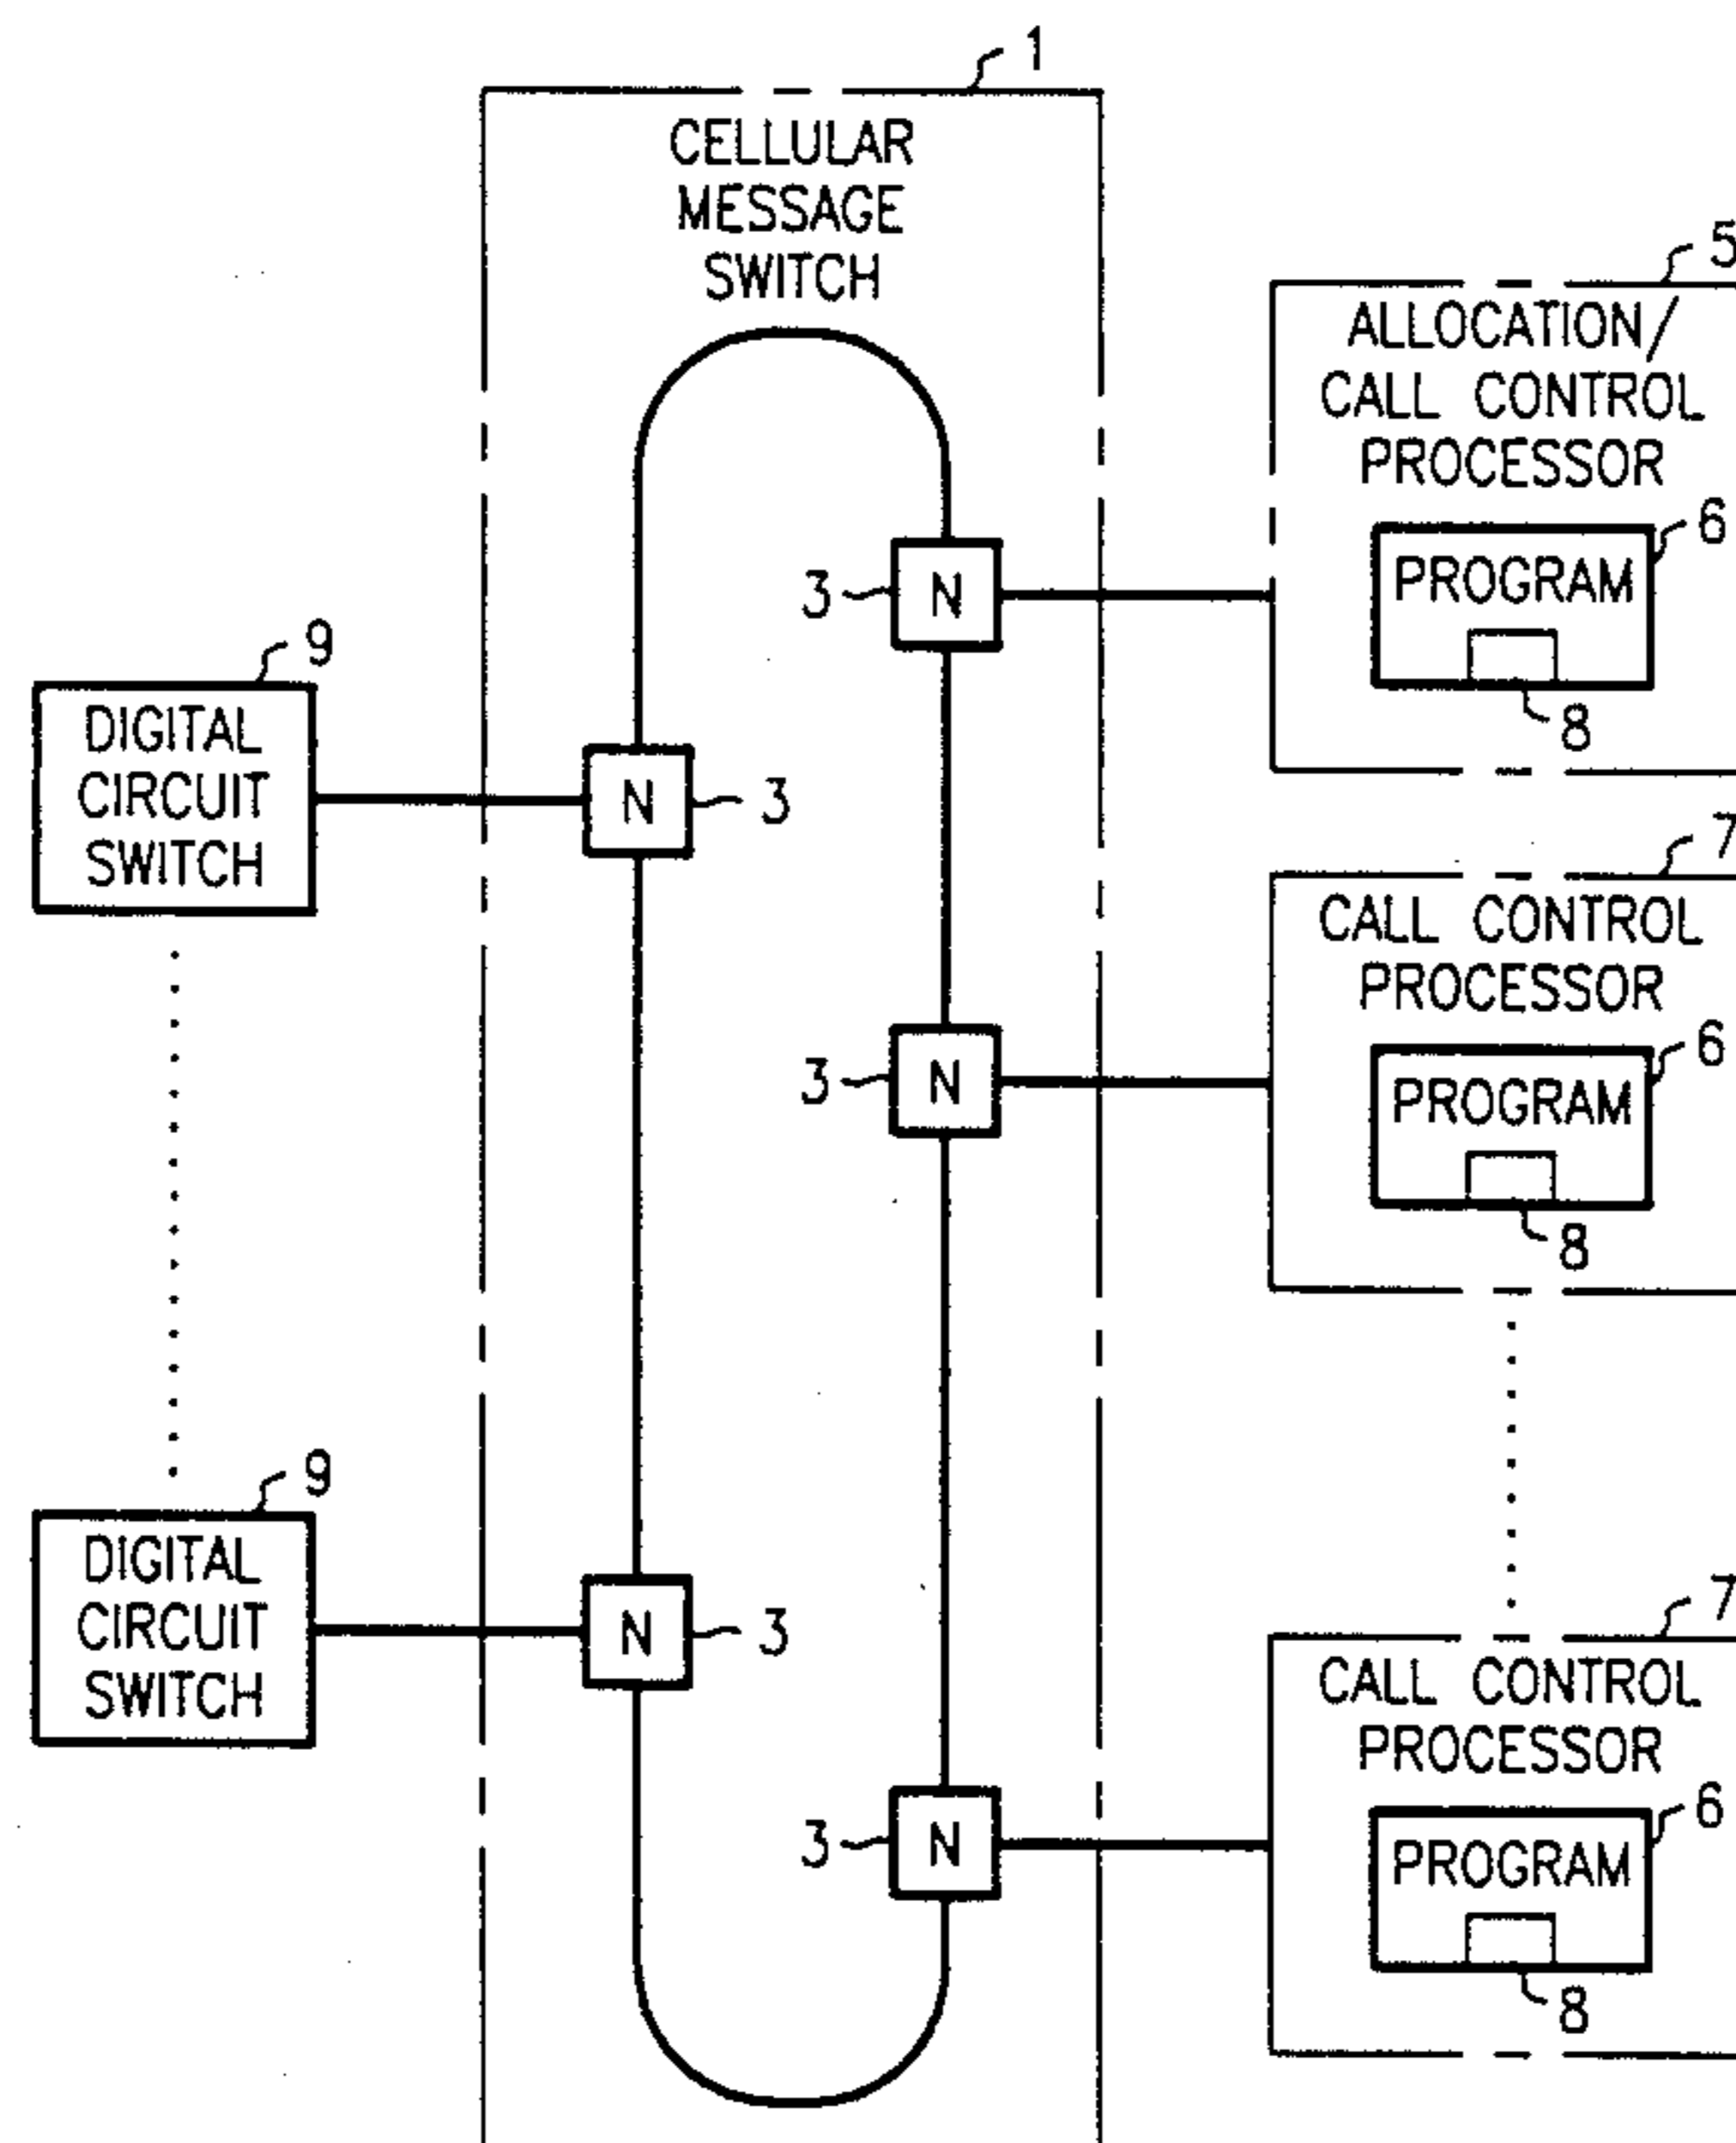 1
CELLULAR
MESSAGE
SWITCH
5
ALLOCATION/
CALL CONTROL
PROCESSOR
6
PROGRAM
8
3
N
9
DIGITAL
CIRCUIT
SWITCH
N
3
7
CALL CONTROL
PROCESSOR
6
PROGRAM
8
3
N
9
DIGITAL
CIRCUIT
SWITCH
N
3
7
CALL CONTROL
PROCESSOR
6
PROGRAM
8
3
N